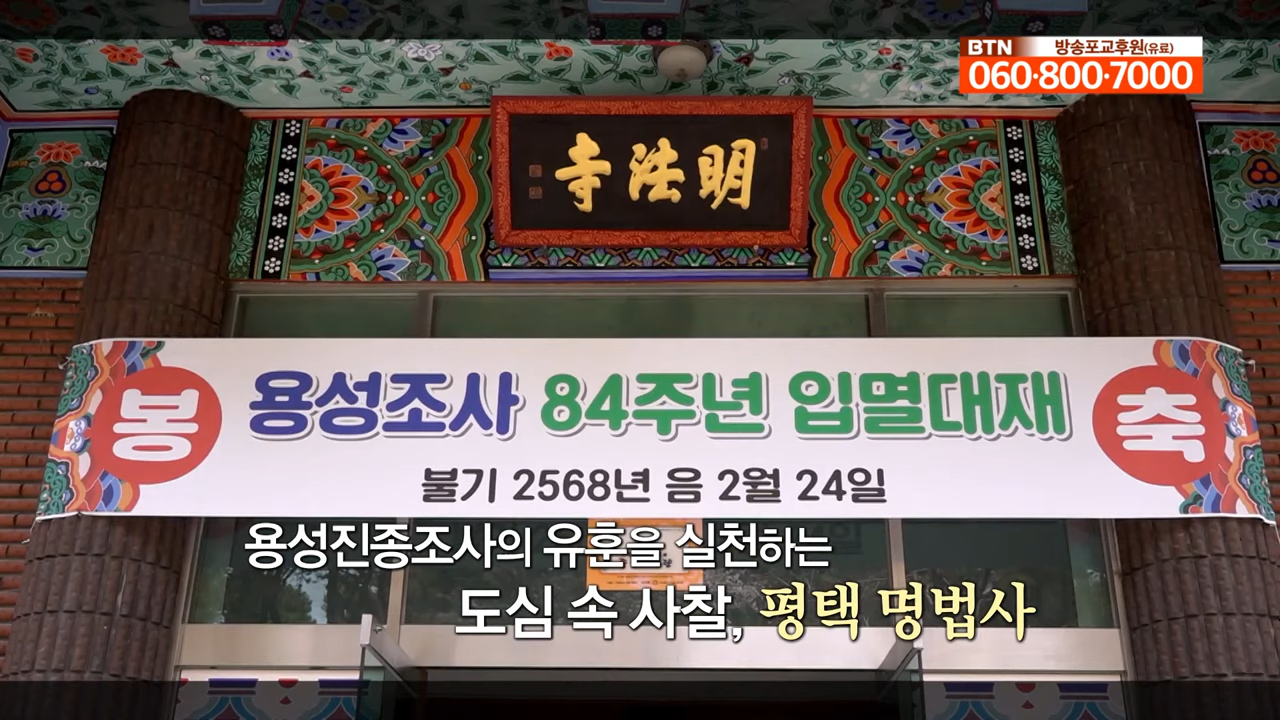 BTN 방송포교후원(유료)
060·800·7000
寺法明
봉 용성조사 84주년 입멸대재 축
불기 2568년 음 2월 24일
용성진종조사의 유훈을 실천하는
도심 속 사찰, 평택 명법사